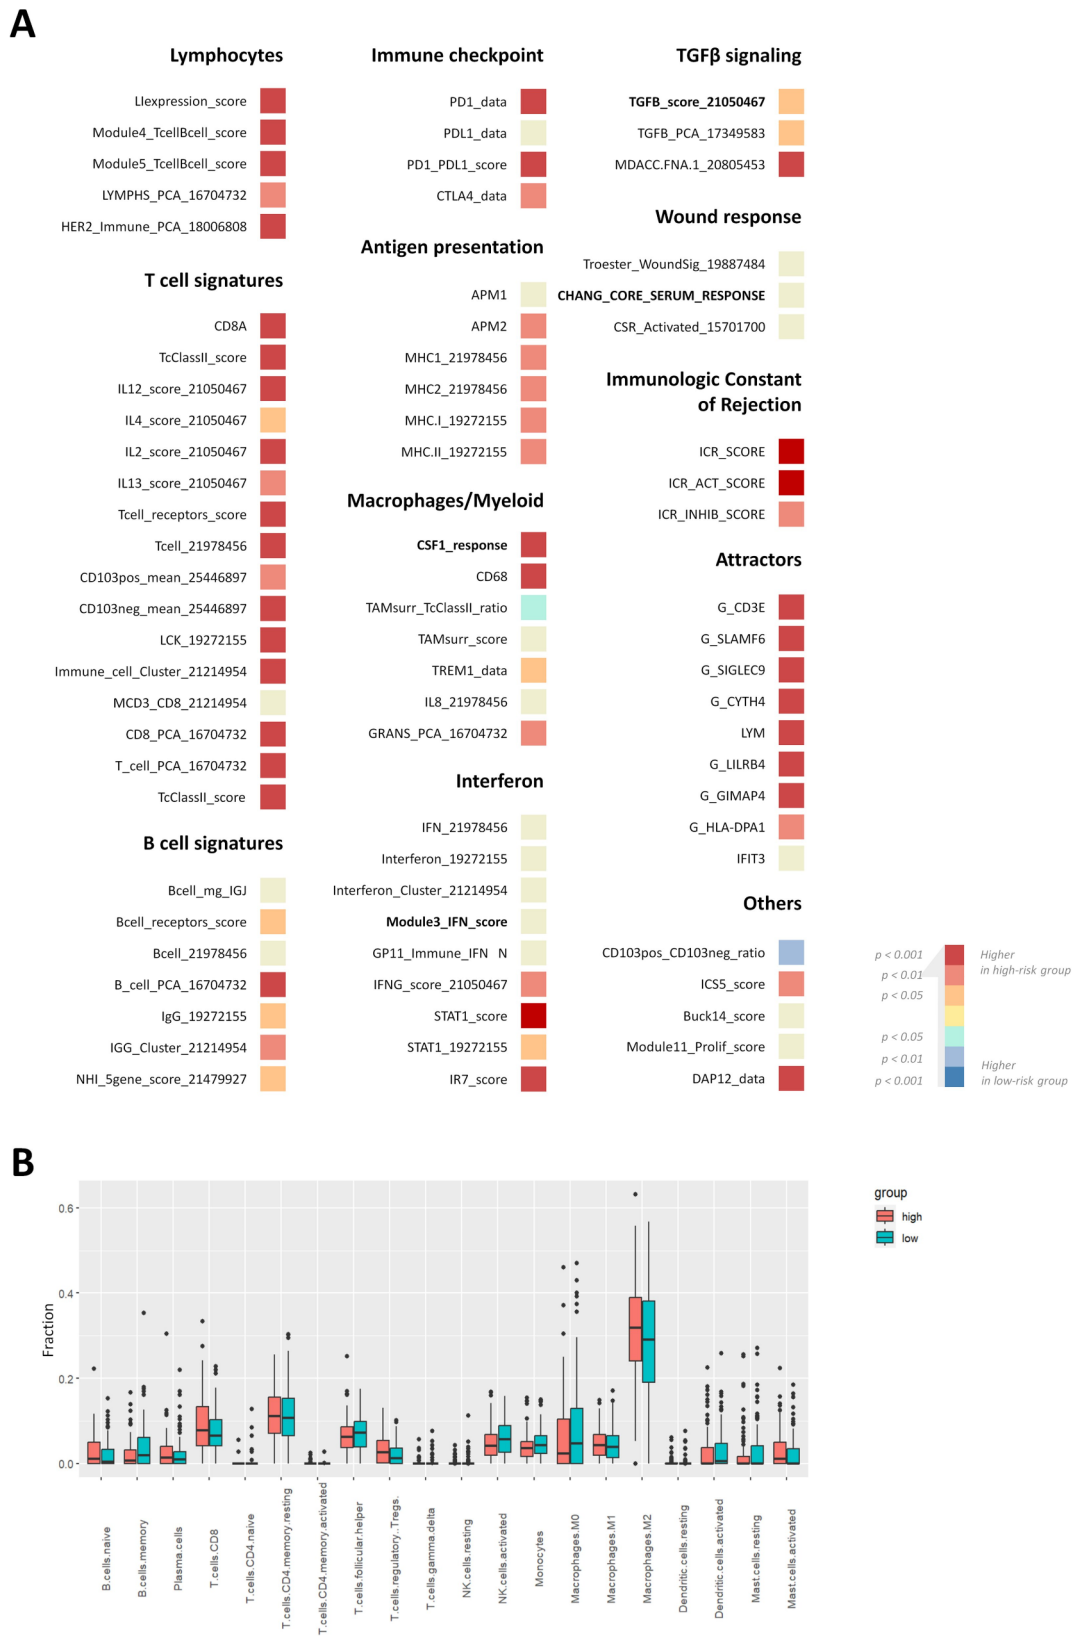 A
Lymphocytes
LIexpression_score
Module4_TcellBcell_score
Module5_TcellBcell_score
LYMPHS_PCA_16704732
HER2_Immune_PCA_18006808
T cell signatures
CD8A
TcClassII_score
IL12_score_21050467
IL4_score_21050467
IL2_score_21050467
IL13_score_21050467
Tcell_receptors_score
Tcell_21978456
CD103pos_mean_25446897
CD103neg_mean_25446897
LCK_19272155
Immune_cell_Cluster_21214954
MCD3_CD8_21214954
CD8_PCA_16704732
T_cell_PCA_16704732
TcClassII_score
B cell signatures
Bcell_mg_IGJ
Bcell_receptors_score
Bcell_21978456
B_cell_PCA_16704732
IgG_19272155
IGG_Cluster_21214954
NHI_5gene_score_21479927
Immune checkpoint
PD1_data
PDL1_data
PD1_PDL1_score
CTLA4_data
Antigen presentation
APM1
APM2
MHC1_21978456
MHC2_21978456
MHC.I_19272155
MHC.II_19272155
Macrophages/Myeloid
CSF1_response
CD68
TAMsurr_TcClassII_ratio
TAMsurr_score
TREM1_data
IL8_21978456
GRANS_PCA_16704732
Interferon
IFN_21978456
Interferon_19272155
Interferon_Cluster_21214954
Module3_IFN_score
GP11_Immune_IFN N
IFNG_score_21050467
STAT1_score
STAT1_19272155
IR7_score
TGFβ signaling
TGFB_score_21050467
TGFB_PCA_17349583
MDACC.FNA.1_20805453
Wound response
Troester_WoundSig_19887484
CHANG_CORE_SERUM_RESPONSE
CSR_Activated_15701700
Immunologic Constant
of Rejection
ICR_SCORE
ICR_ACT_SCORE
ICR_INHIB_SCORE
Attractors
G_CD3E
G_SLAMF6
G_SIGLEC9
G_CYTH4
LYM
G_LILRB4
G_GIMAP4
G_HLA-DPA1
IFIT3
Others
CD103pos_CD103neg_ratio
ICS5_score
Buck14_score
Module11_Prolif_score
DAP12_data
p < 0.001
p < 0.01
p < 0.05
p < 0.05
p < 0.01
p < 0.001
Higher
in high-risk group
Higher
in low-risk group
B
Fraction
0.6
0.4
0.2
0.0
B.cells.naive
B.cells.memory
Plasma.cells
T.cells.CD8
T.cells.CD4.naive
T.cells.CD4.memory.resting
T.cells.CD4.memory.activated
T.cells.follicular.helper
T.cells.regulatory..Tregs.
T.cells.gamma.delta
NK.cells.resting
NK.cells.activated
Monocytes
Macrophages.M0
Macrophages.M1
Macrophages.M2
Dendritic.cells.resting
Dendritic.cells.activated
Mast.cells.resting
Mast.cells.activated
group
high
low